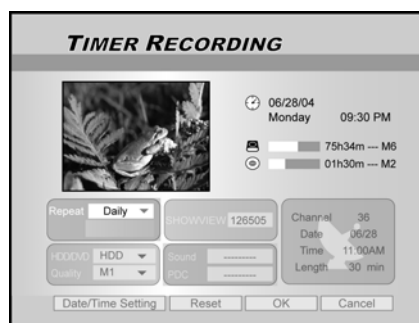 TIMER RECORDING
06/28/04
Monday 09:30 PM
75h34m --- M6
01h30m --- M2
Repeat Daily
SHOWVIEW 126505
HDD/DVD HDD
Quality M1
Sound ---------
PDC ---------
Channel 36
Date 06/28
Time 11:00AM
Length 30 min
Date/Time Setting Reset OK Cancel